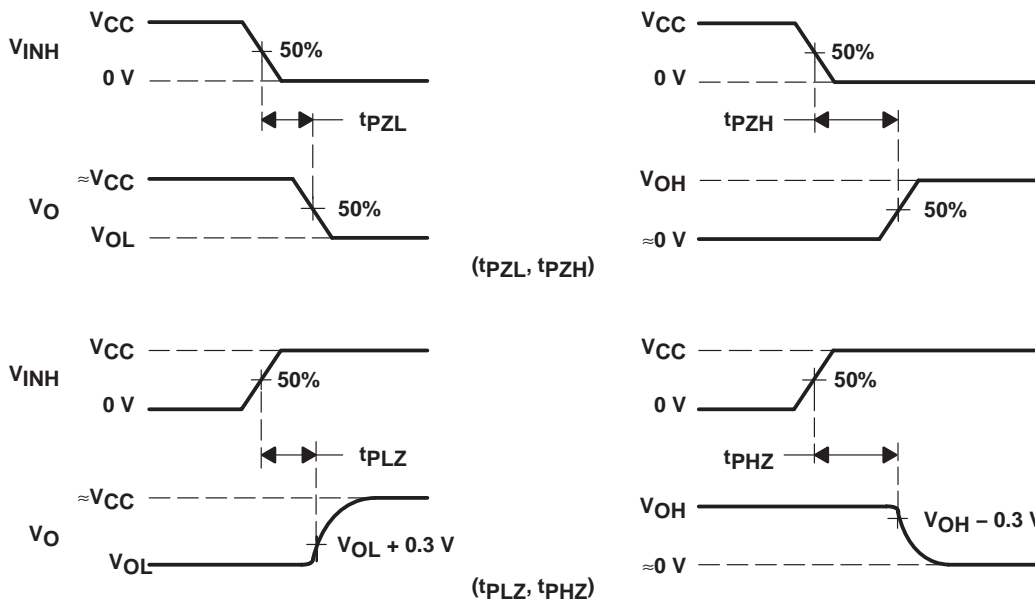 VCC
VINH
50%
0 V
tPZL
≈VCC
VO
50%
VOL
VCC
50%
0 V
tPZH
VOH
50%
≈0 V
(tPZL, tPZH)
VCC
VINH
50%
0 V
tPLZ
≈VCC
VO
VOL + 0.3 V
VOL
VCC
50%
0 V
tPHZ
VOH
VOH – 0.3 V
≈0 V
(tPLZ, tPHZ)